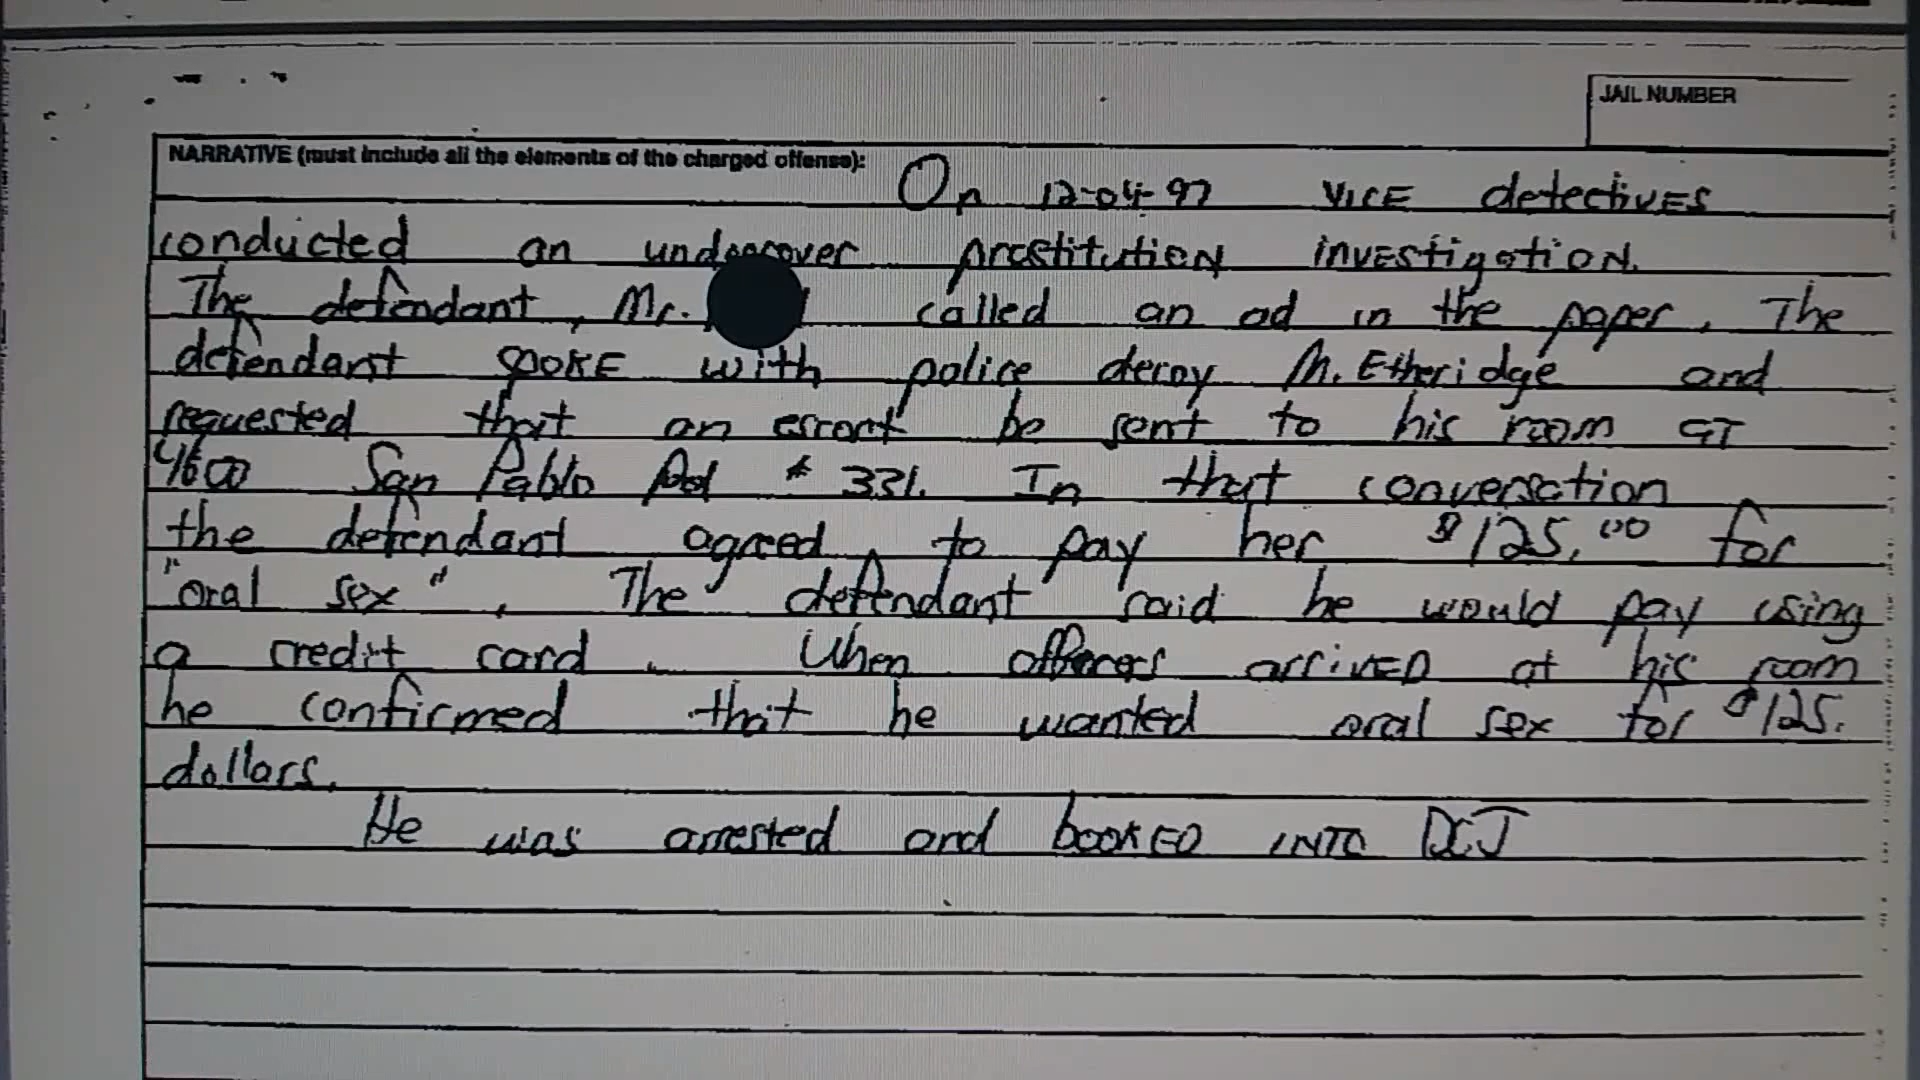 JAIL NUMBER
NARRATIVE (must include all the elements of the charged offense):
On 12-04-97 VICE detectives
conducted an undercover prostitution investigation.
The defendant, Mr. called an ad in the paper. The
defendant spoke with police decoy M. Etheridge and
requested that an escort be sent to his room at
4600 San Pablo Rd # 331. In that conversation
the defendant agreed to pay her $125.00 for
"oral sex". The defendant said he would pay using
a credit card. When officers arrived at his room
he confirmed that he wanted oral sex for $125.
dollars.
He was arrested and booked into DCJ